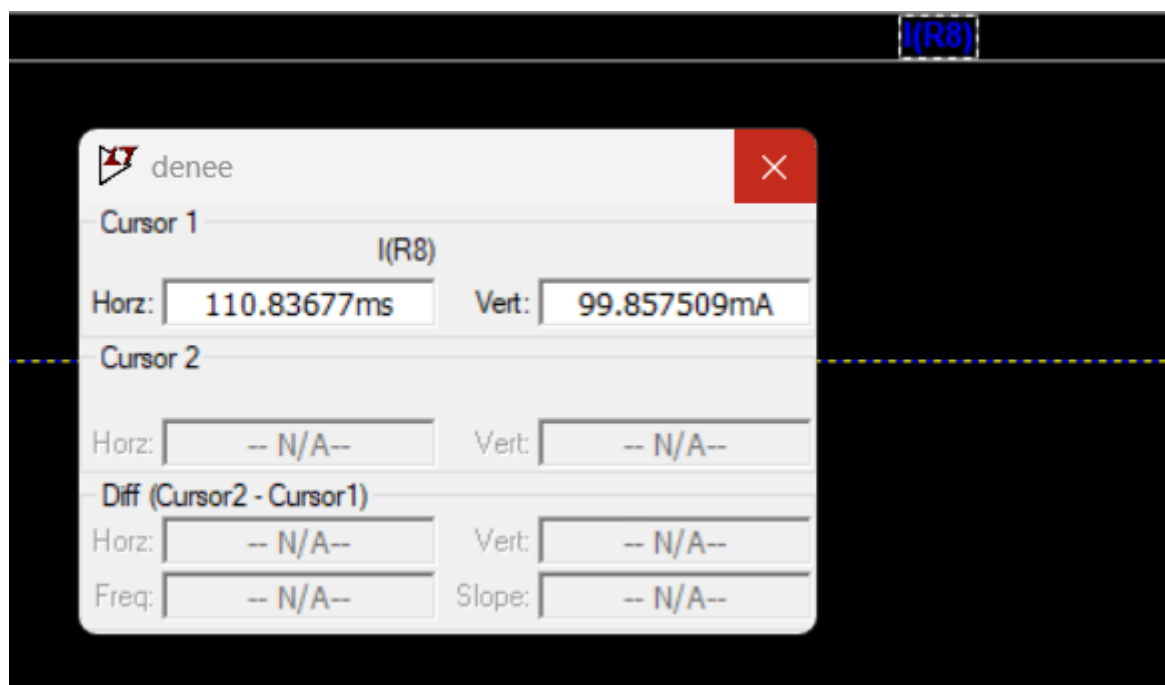 I(R8)
denee
Cursor 1
I(R8)
Horz: 110.83677ms Vert: 99.857509mA
Cursor 2
Horz: -- N/A-- Vert: -- N/A--
Diff (Cursor2 - Cursor1)
Horz: -- N/A-- Vert: -- N/A--
Freq: -- N/A-- Slope: -- N/A--